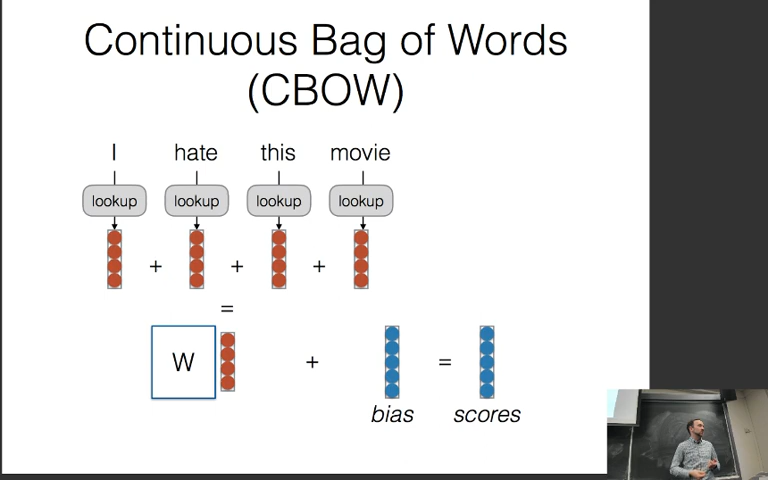 Continuous Bag of Words
(CBOW)
I hate this movie
lookup lookup lookup lookup
+ + +
=
W + =
bias scores